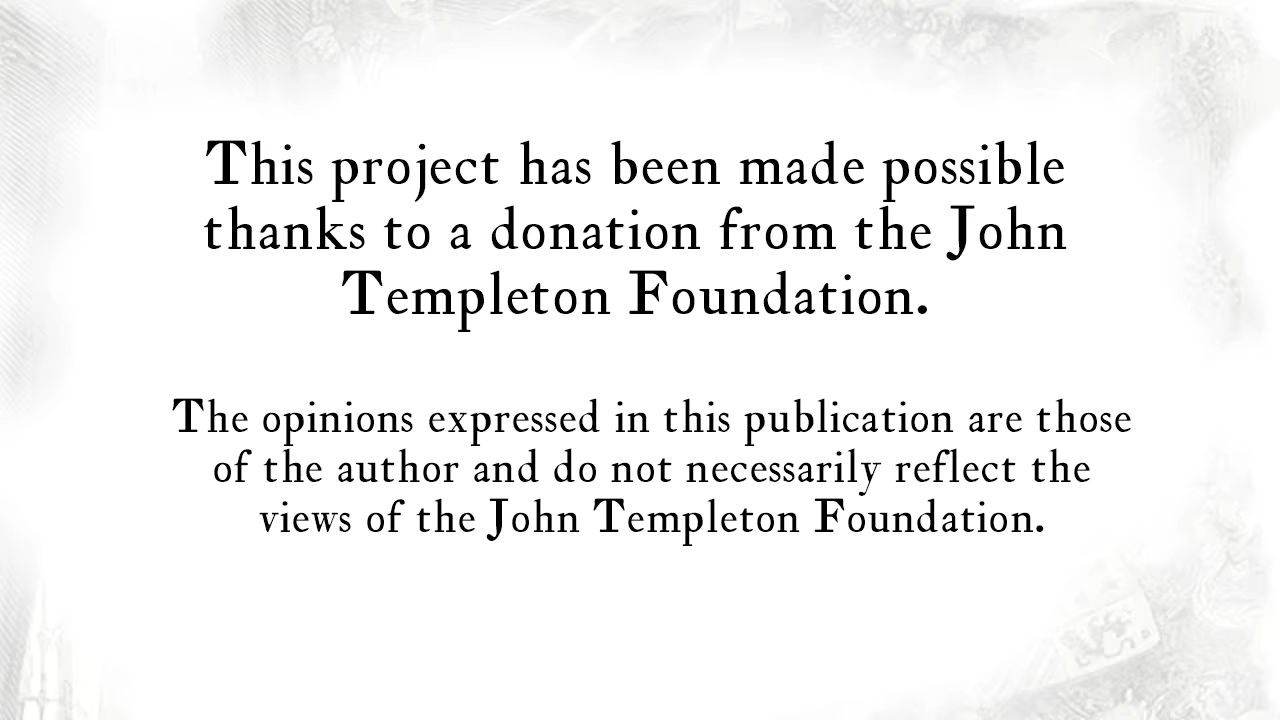 This project has been made possible
thanks to a donation from the John
Templeton Foundation.
The opinions expressed in this publication are those
of the author and do not necessarily reflect the
views of the John Templeton Foundation.